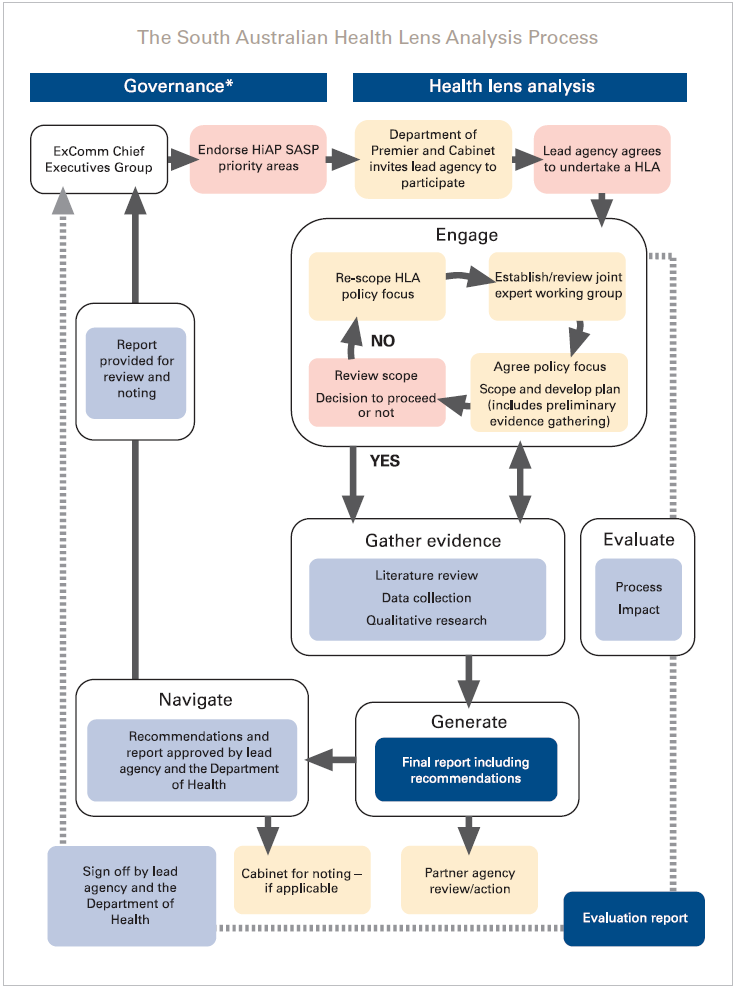 The South Australian Health Lens Analysis Process
Governance*
Health lens analysis
ExComm Chief
Executives Group
Endorse HiAP SASP
priority areas
Department of
Premier and Cabinet
invites lead agency to
participate
Lead agency agrees
to undertake a HLA
Engage
Re-scope HLA
policy focus
Establish/review joint
expert working group
NO
Review scope
Decision to proceed
or not
Agree policy focus
Scope and develop plan
(includes preliminary
evidence gathering)
Report
provided for
review and
noting
YES
Gather evidence
Literature review
Data collection
Qualitative research
Evaluate
Process
Impact
Navigate
Recommendations and
report approved by lead
agency and the Department
of Health
Generate
Final report including
recommendations
Sign off by lead
agency and the
Department of
Health
Cabinet for noting –
if applicable
Partner agency
review/action
Evaluation report